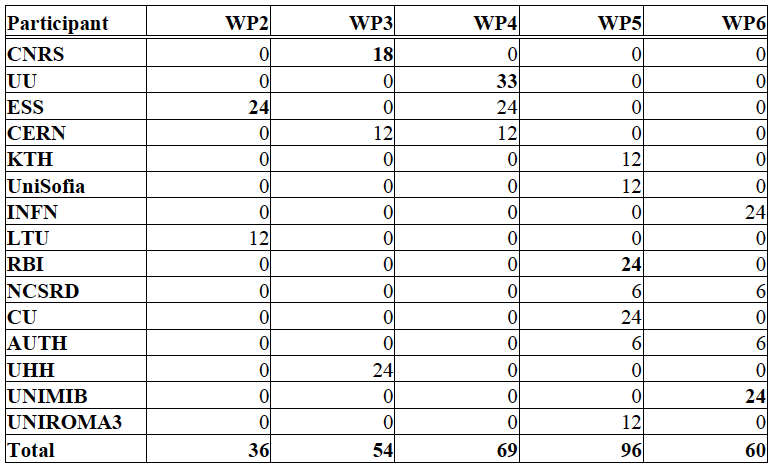 Participant WP2 WP3 WP4 WP5 WP6
CNRS 0 18 0 0 0
UU 0 0 33 0 0
ESS 24 0 24 0 0
CERN 0 12 12 0 0
KTH 0 0 0 12 0
UniSofia 0 0 0 12 0
INFN 0 0 0 0 24
LTU 12 0 0 0 0
RBI 0 0 0 24 0
NCSRD 0 0 0 6 6
CU 0 0 0 24 0
AUTH 0 0 0 6 6
UHH 0 24 0 0 0
UNIMIB 0 0 0 0 24
UNIROMA3 0 0 0 12 0
Total 36 54 69 96 60